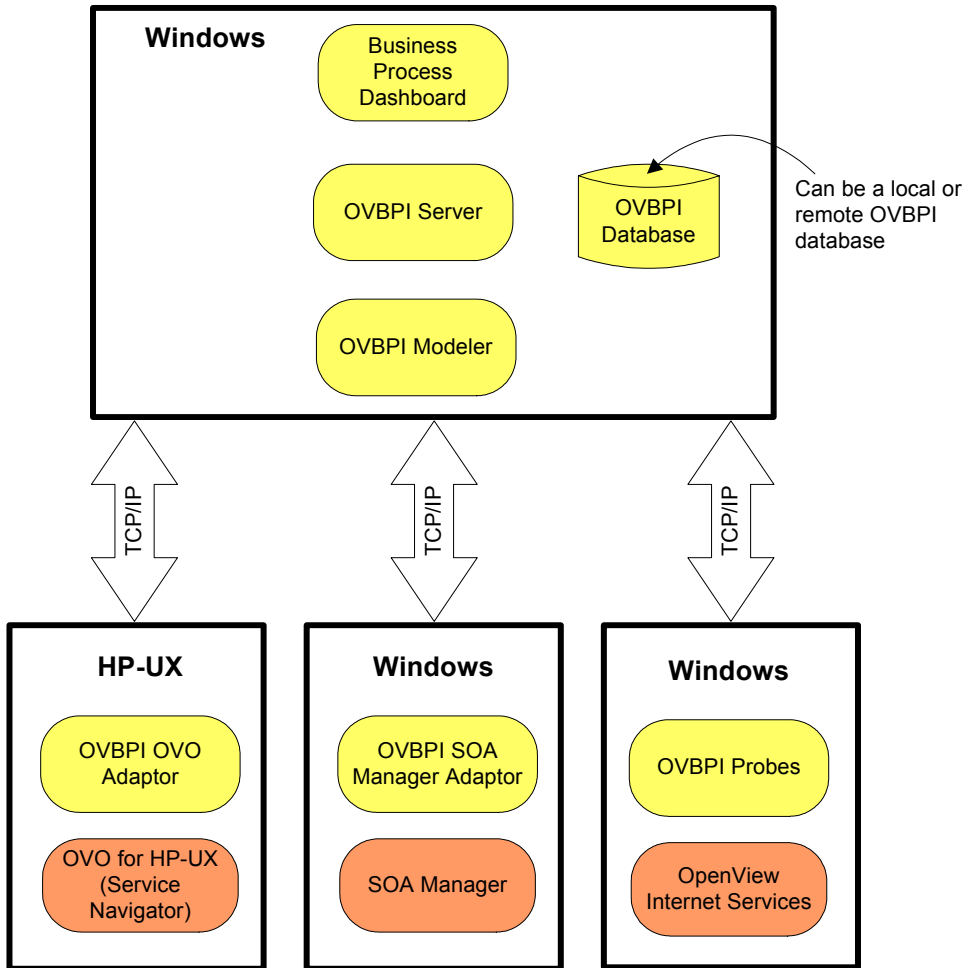 Windows
Business
Process
Dashboard
OVBPI Server
OVBPI
Database
Can be a local or
remote OVBPI
database
OVBPI Modeler
TCP/IP
TCP/IP
TCP/IP
HP-UX
OVBPI OVO
Adaptor
OVO for HP-UX
(Service
Navigator)
Windows
OVBPI SOA
Manager Adaptor
SOA Manager
Windows
OVBPI Probes
OpenView
Internet Services